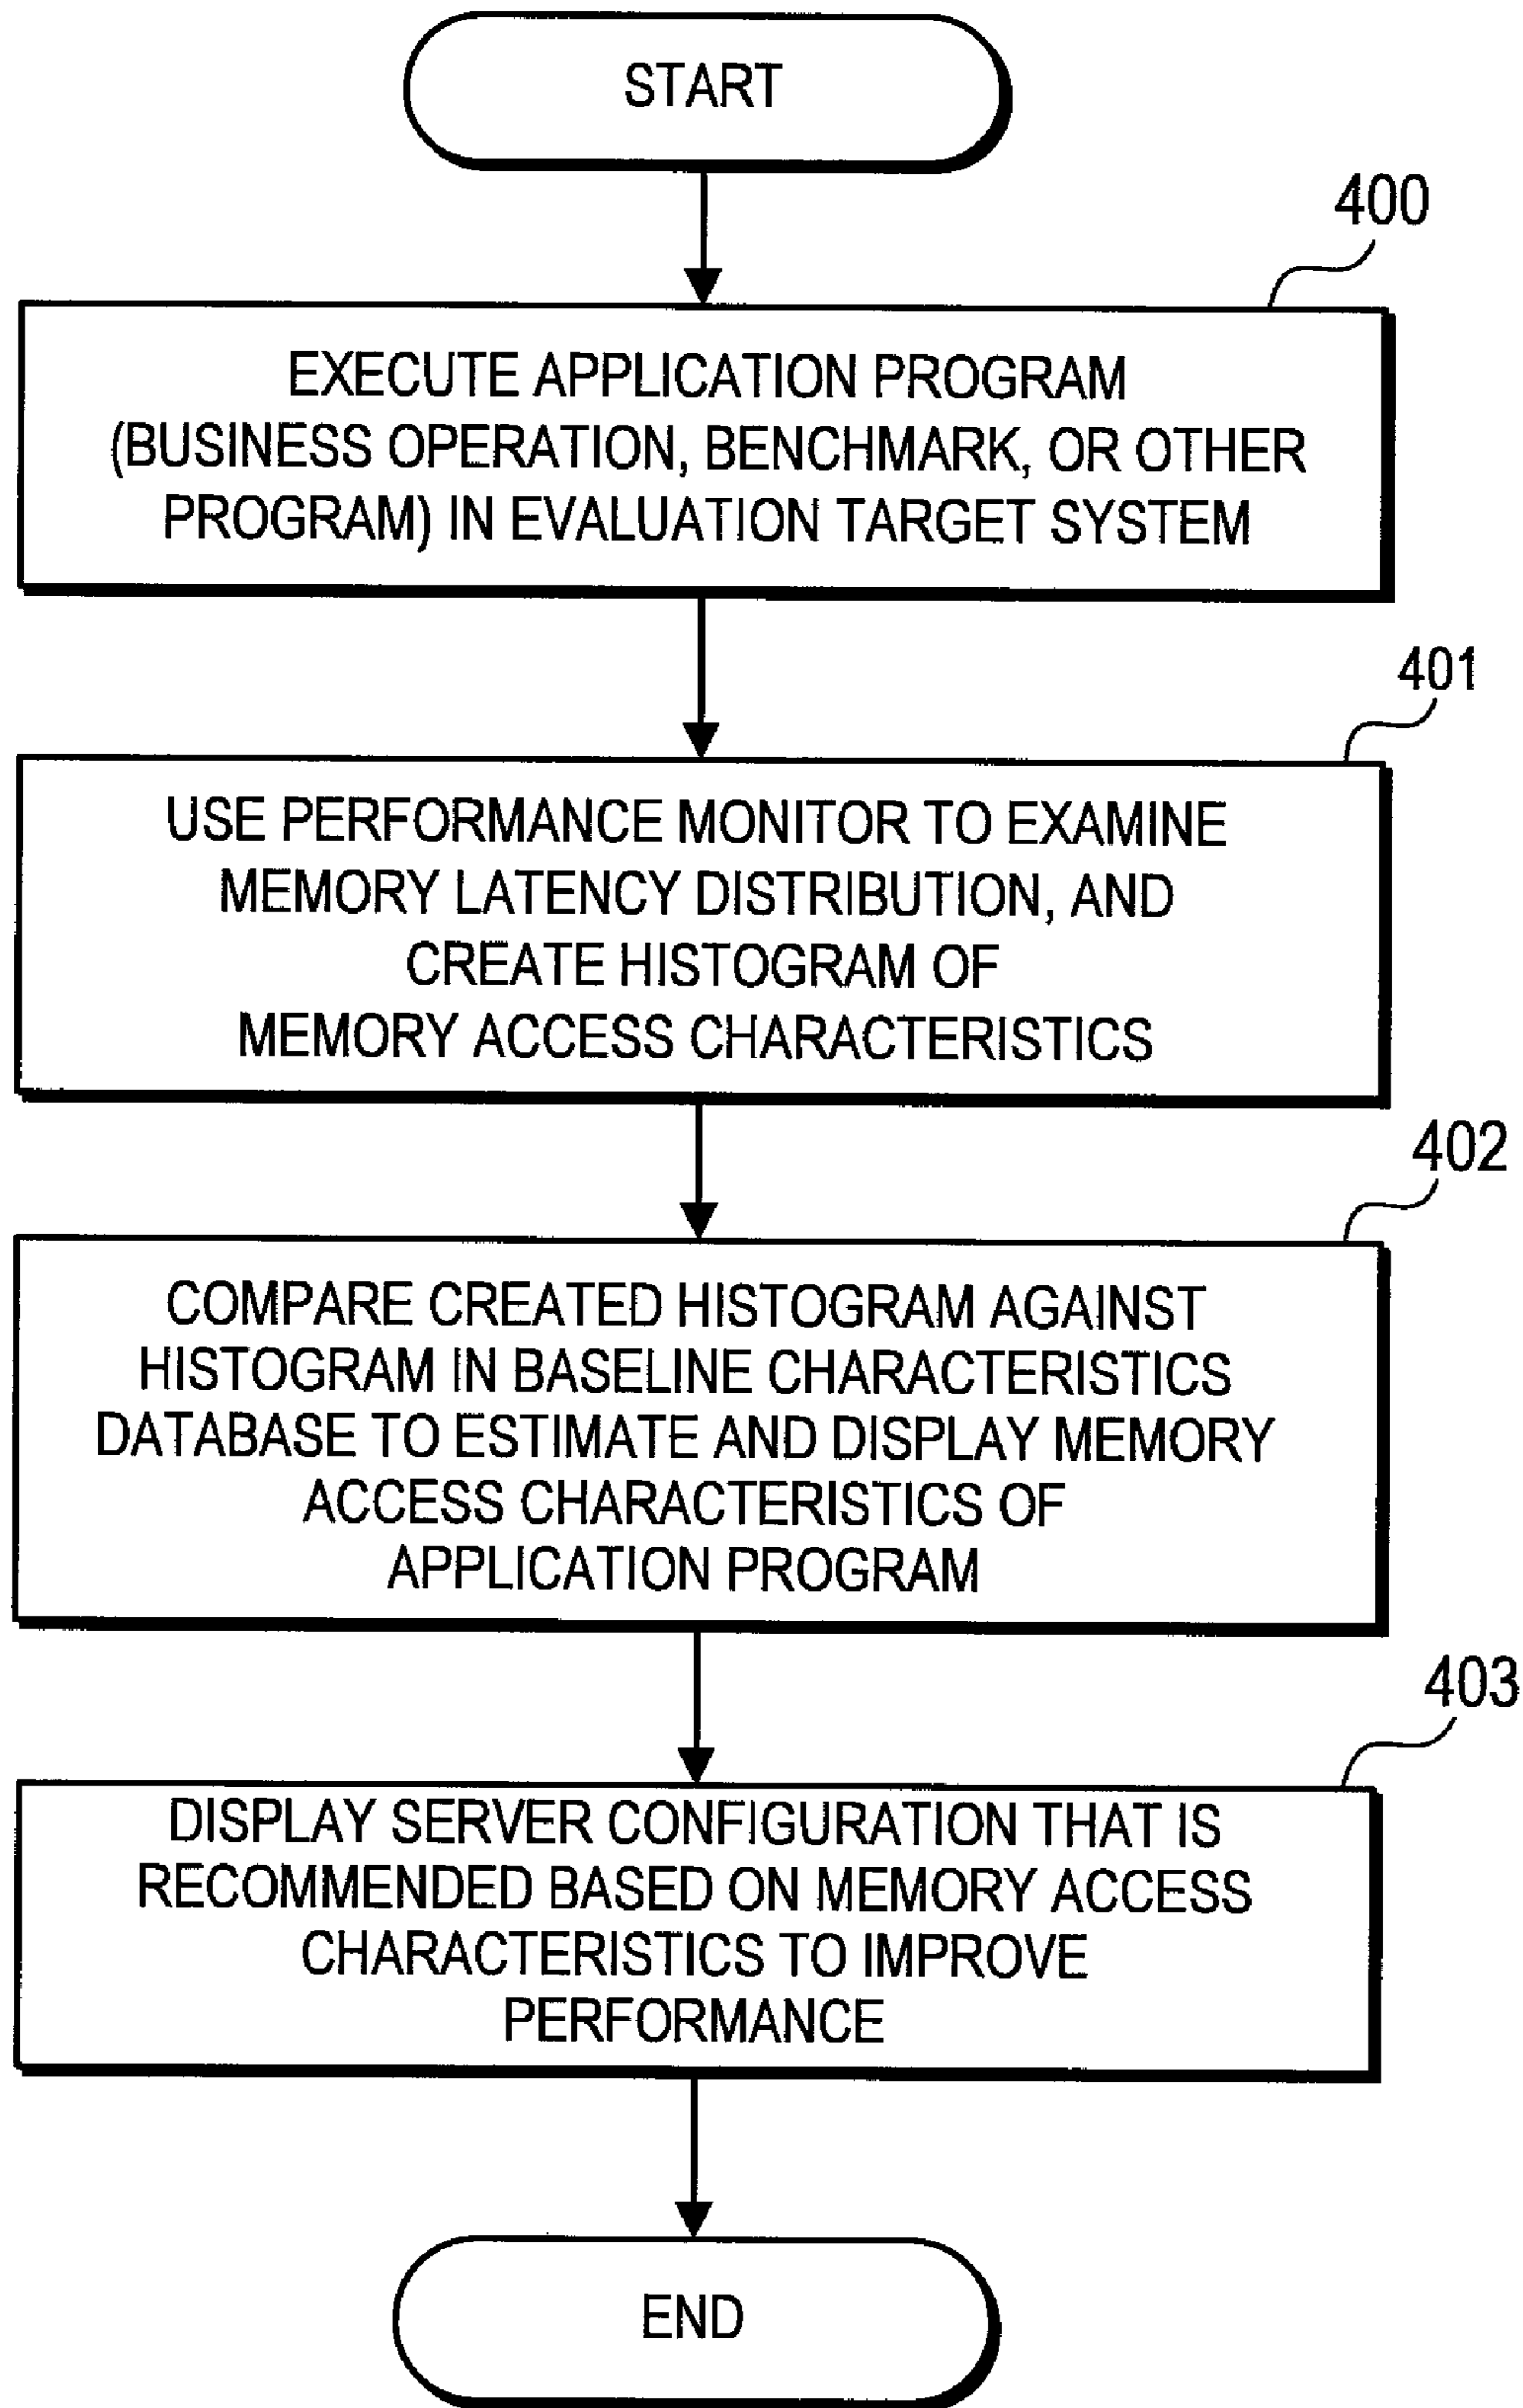 START
400
EXECUTE APPLICATION PROGRAM
(BUSINESS OPERATION, BENCHMARK, OR OTHER
PROGRAM) IN EVALUATION TARGET SYSTEM
401
USE PERFORMANCE MONITOR TO EXAMINE
MEMORY LATENCY DISTRIBUTION, AND
CREATE HISTOGRAM OF
MEMORY ACCESS CHARACTERISTICS
402
COMPARE CREATED HISTOGRAM AGAINST
HISTOGRAM IN BASELINE CHARACTERISTICS
DATABASE TO ESTIMATE AND DISPLAY MEMORY
ACCESS CHARACTERISTICS OF
APPLICATION PROGRAM
403
DISPLAY SERVER CONFIGURATION THAT IS
RECOMMENDED BASED ON MEMORY ACCESS
CHARACTERISTICS TO IMPROVE
PERFORMANCE
END